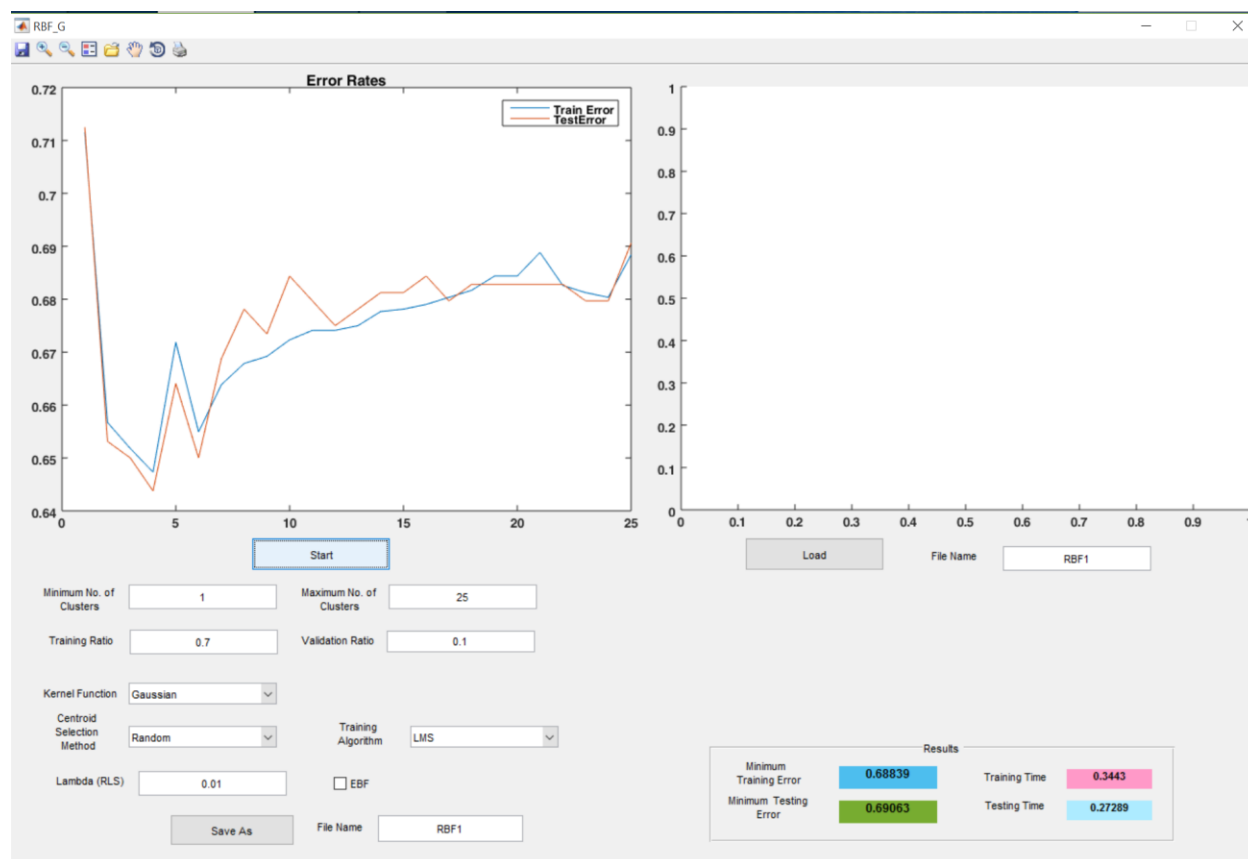 RBF_G
Error Rates
Train Error
TestError
0.72
0.71
0.7
0.69
0.68
0.67
0.66
0.65
0.64
0 5 10 15 20 25
1
0.9
0.8
0.7
0.6
0.5
0.4
0.3
0.2
0.1
0
0 0.1 0.2 0.3 0.4 0.5 0.6 0.7 0.8 0.9
Start
Load File Name RBF1
Minimum No. of
Clusters
1
Maximum No. of
Clusters
25
Training Ratio 0.7 Validation Ratio 0.1
Kernel Function Gaussian
Centroid
Selection
Method
Random
Training
Algorithm
LMS
Lambda (RLS) 0.01 EBF
Save As File Name RBF1
Results
Minimum
Training Error
0.68839
Training Time 0.3443
Minimum Testing
Error
0.69063
Testing Time 0.27289